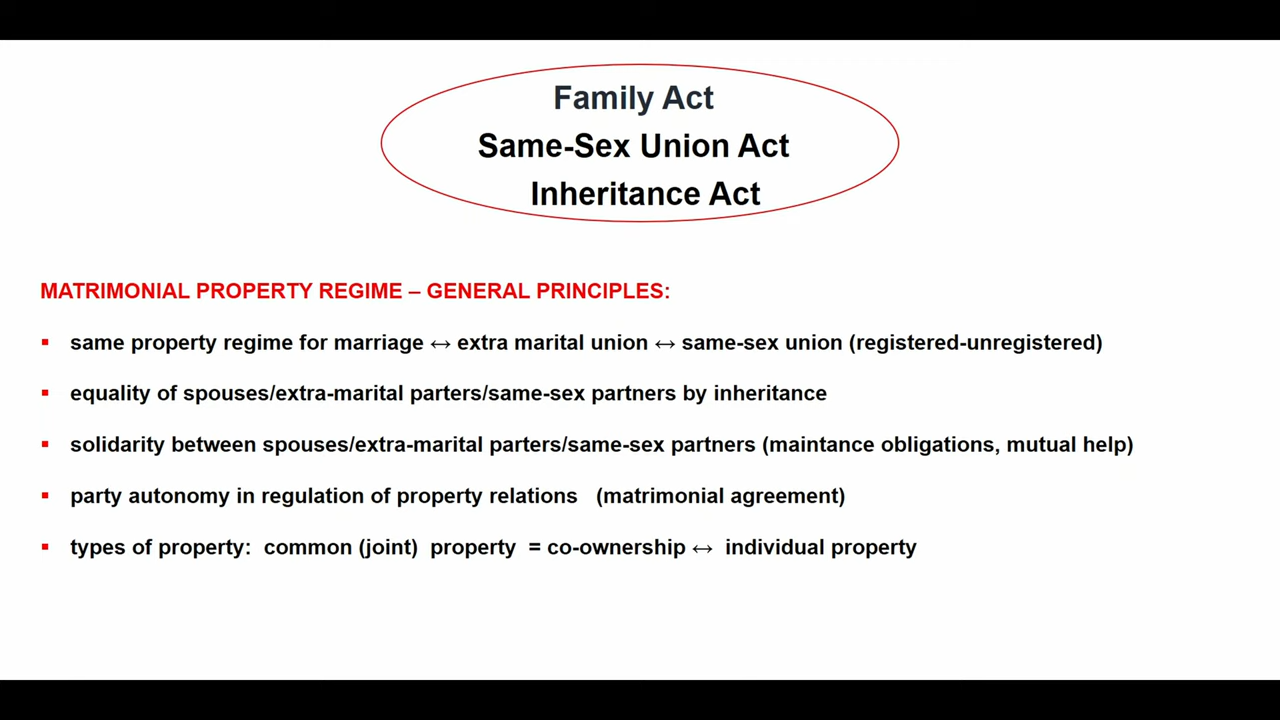 Family Act
Same-Sex Union Act
Inheritance Act
MATRIMONIAL PROPERTY REGIME – GENERAL PRINCIPLES:
▪ same property regime for marriage ↔ extra marital union ↔ same-sex union (registered-unregistered)
▪ equality of spouses/extra-marital parters/same-sex partners by inheritance
▪ solidarity between spouses/extra-marital parters/same-sex partners (maintance obligations, mutual help)
▪ party autonomy in regulation of property relations (matrimonial agreement)
▪ types of property: common (joint) property = co-ownership ↔ individual property